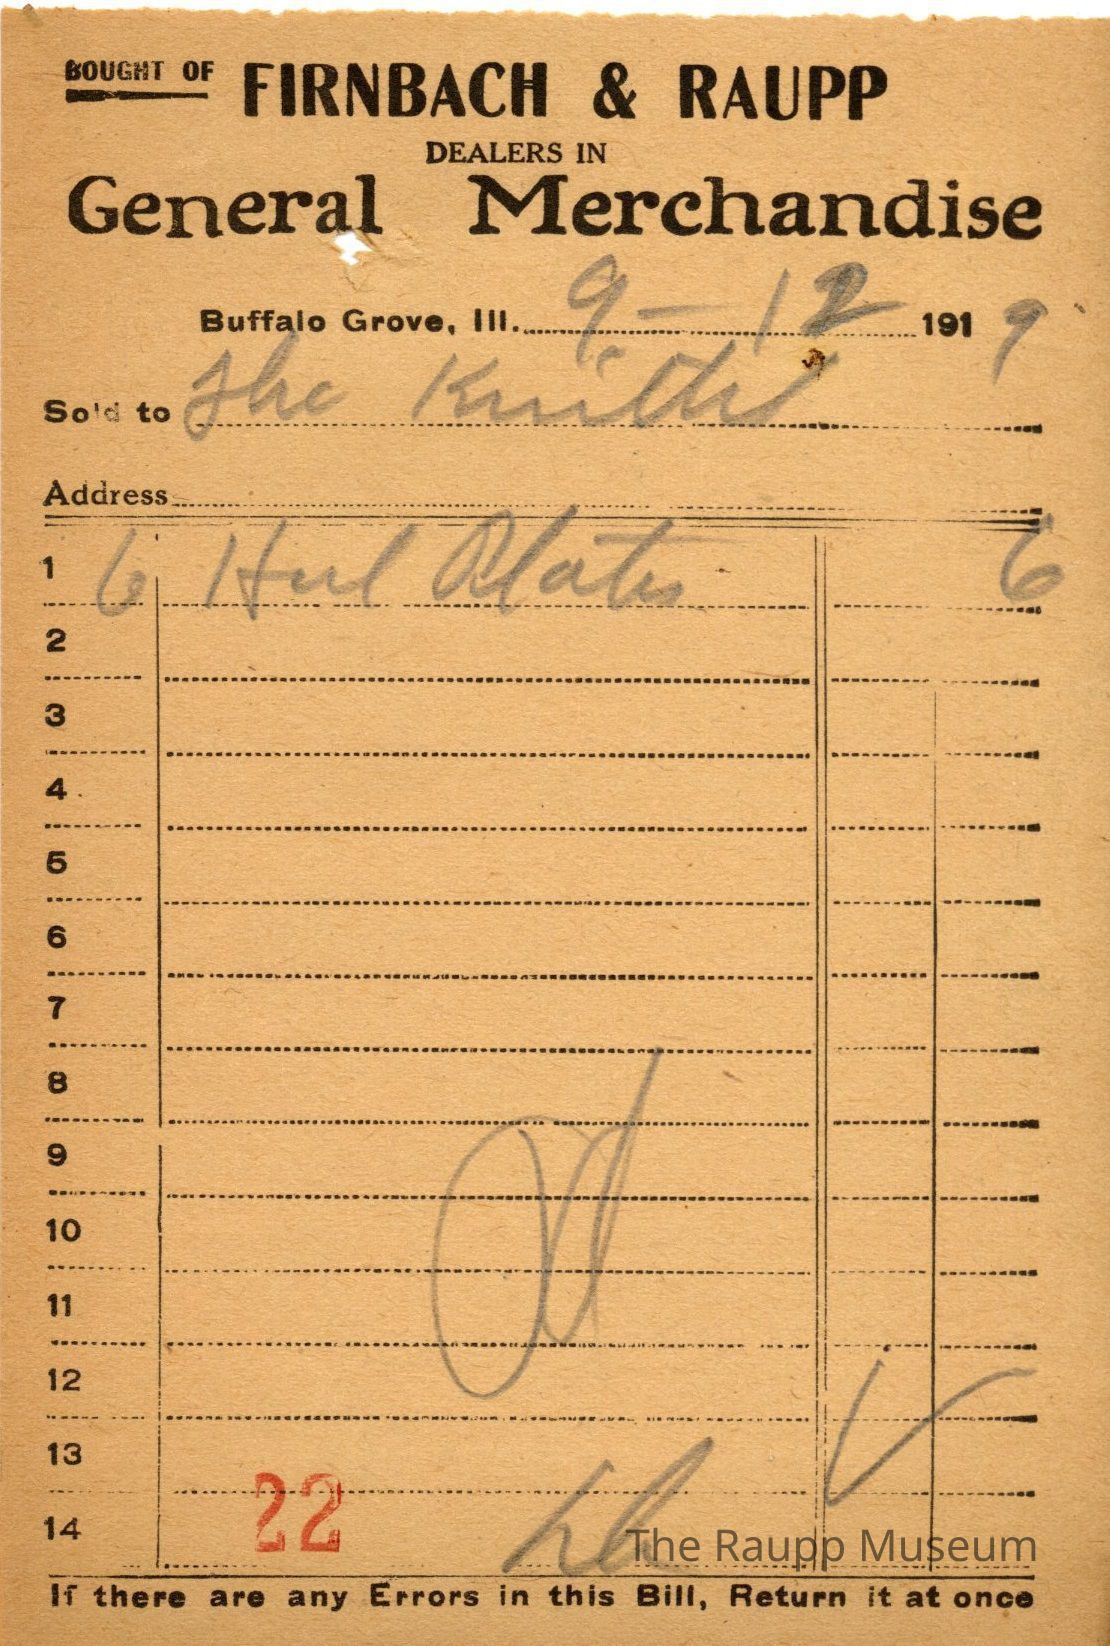 BOUGHT OF FIRNBACH & RAUPP
DEALERS IN
General Merchandise
Buffalo Grove, Ill. 9 - 12 1919
Sold to The
Address
1 6 Plates 6
2
3
4
5
6
7
8
9
10
11
12
13
14 22
The Raupp Museum
If there are any Errors in this Bill, Return it at once